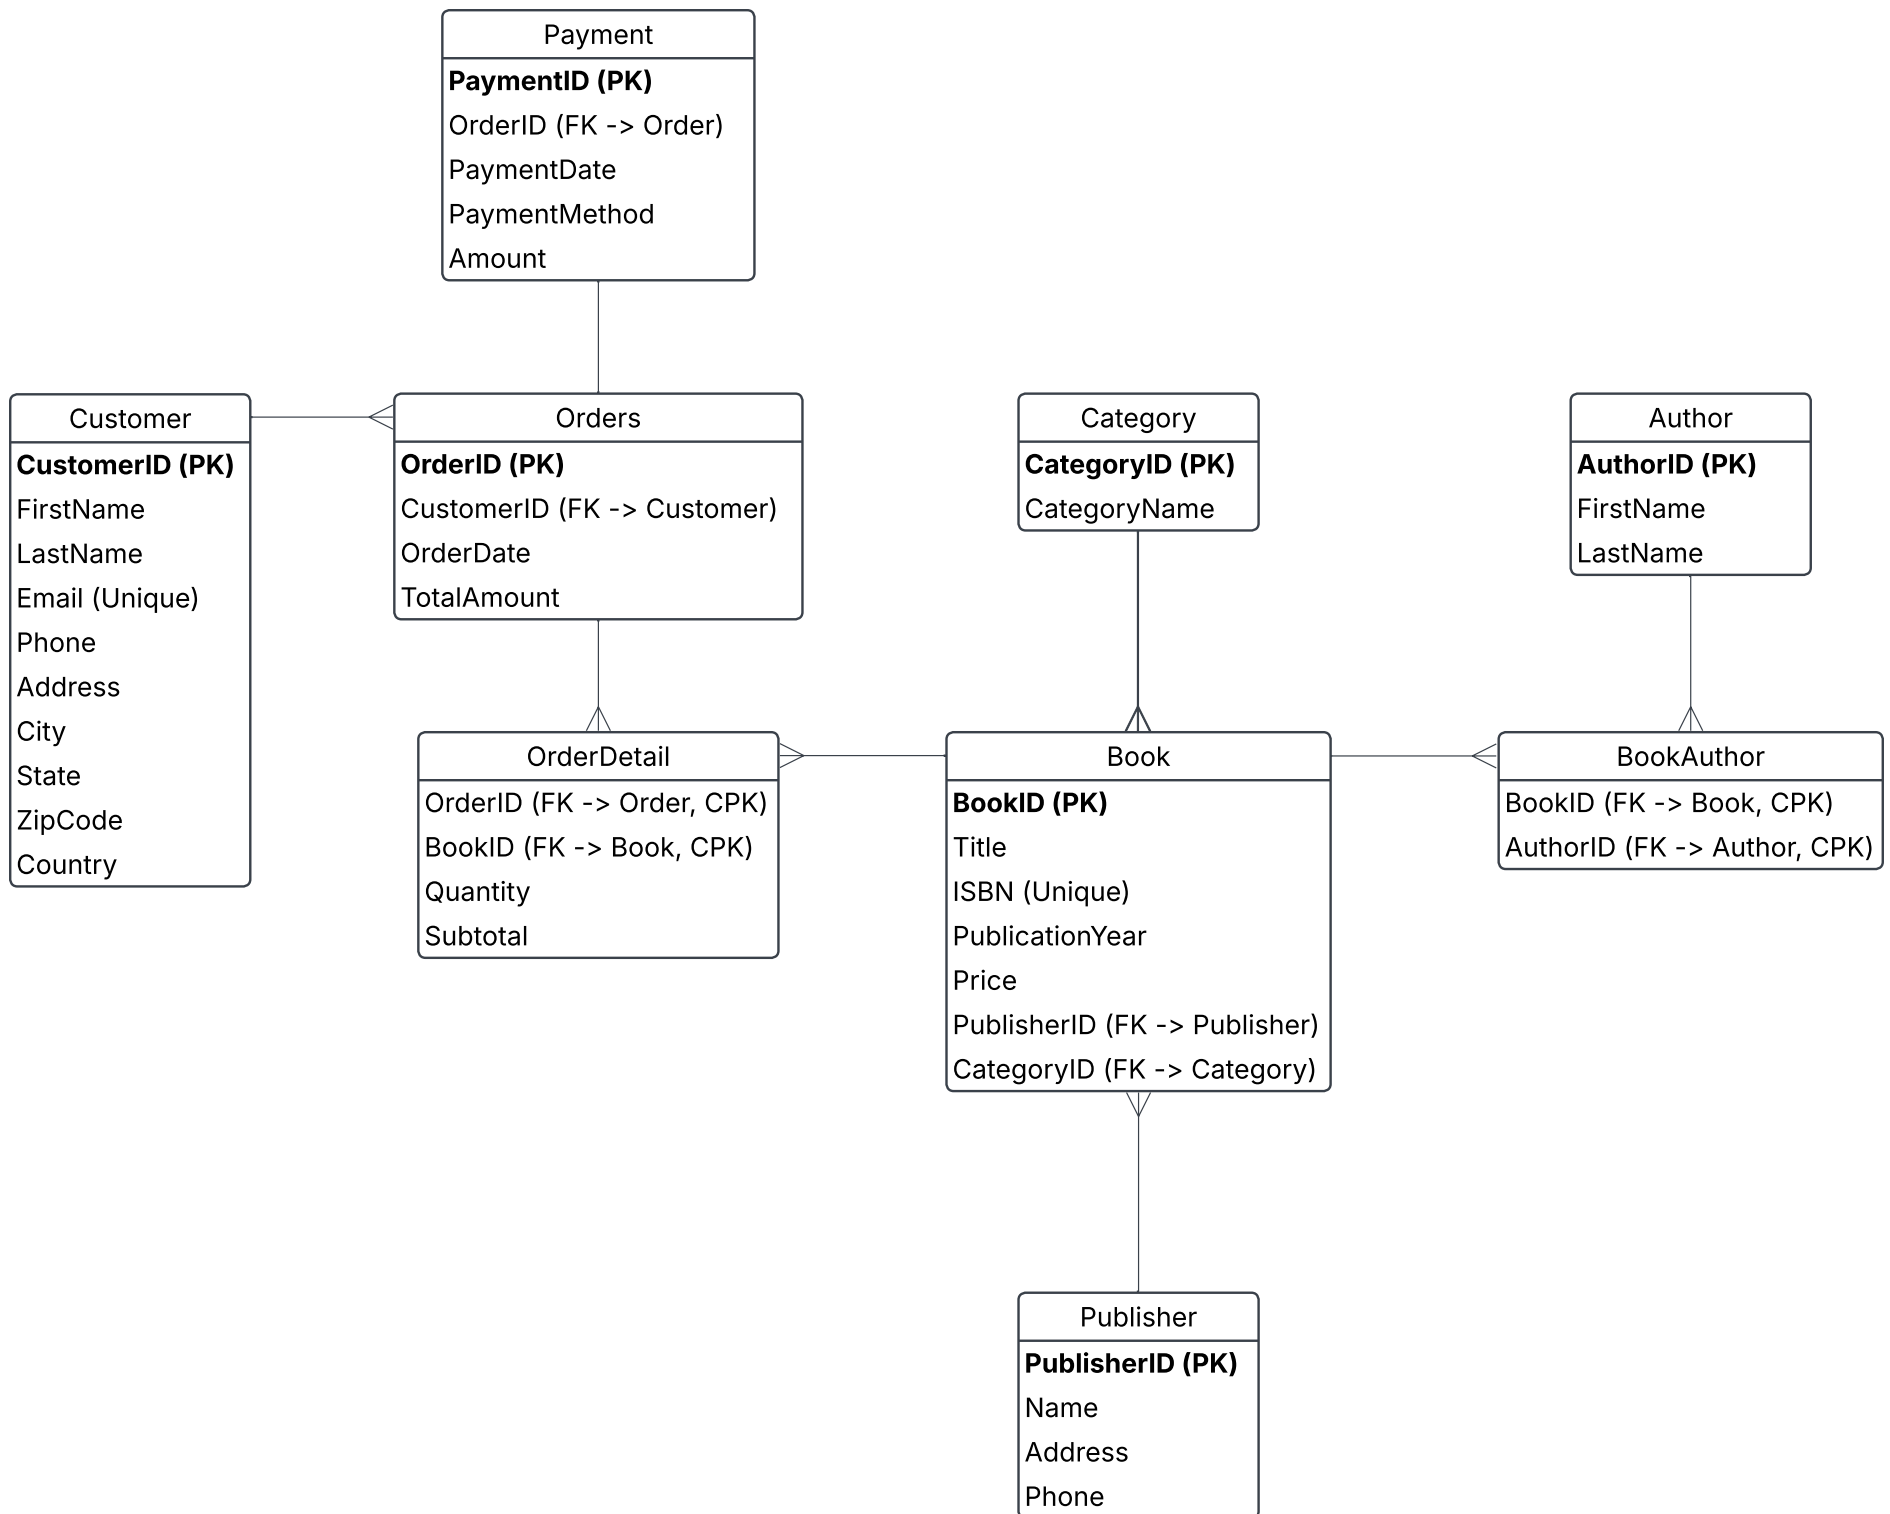 Payment
PaymentID (PK)
OrderID (FK -> Order)
PaymentDate
PaymentMethod
Amount
Customer
CustomerID (PK)
FirstName
LastName
Email (Unique)
Phone
Address
City
State
ZipCode
Country
Orders
OrderID (PK)
CustomerID (FK -> Customer)
OrderDate
TotalAmount
Category
CategoryID (PK)
CategoryName
Author
AuthorID (PK)
FirstName
LastName
OrderDetail
OrderID (FK -> Order, CPK)
BookID (FK -> Book, CPK)
Quantity
Subtotal
Book
BookID (PK)
Title
ISBN (Unique)
PublicationYear
Price
PublisherID (FK -> Publisher)
CategoryID (FK -> Category)
BookAuthor
BookID (FK -> Book, CPK)
AuthorID (FK -> Author, CPK)
Publisher
PublisherID (PK)
Name
Address
Phone